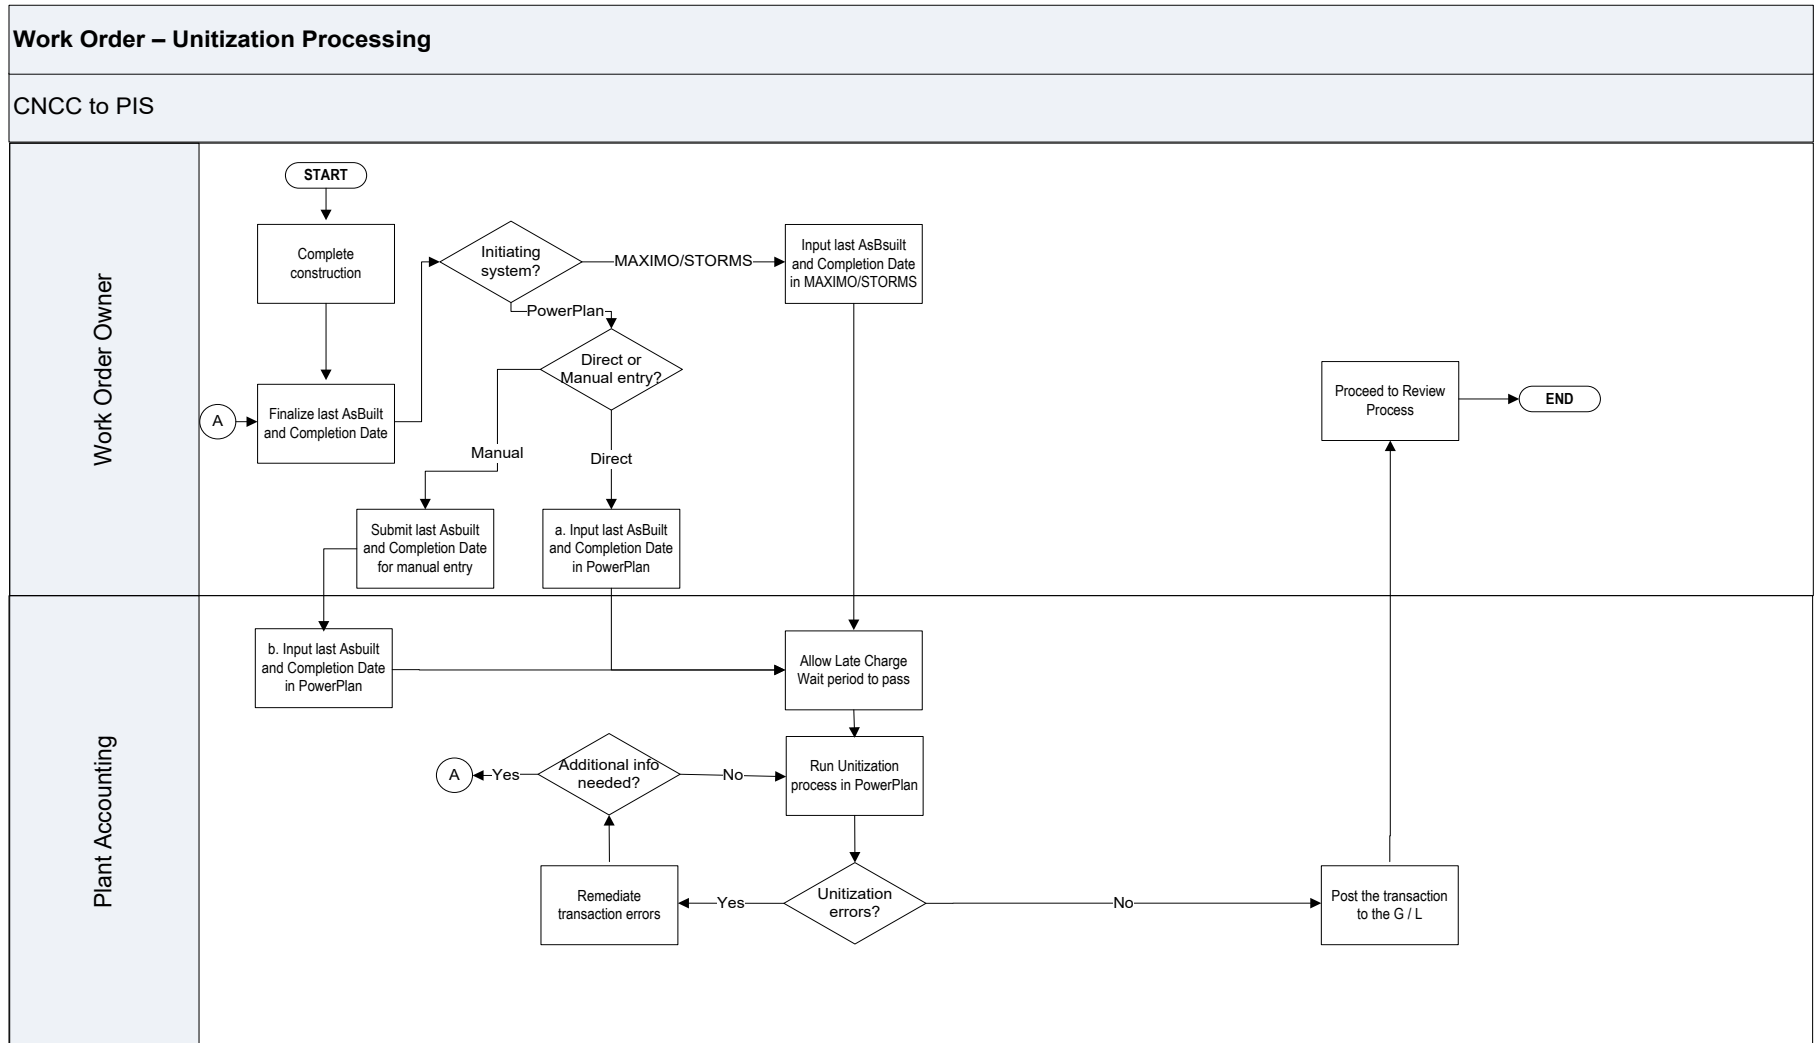 Work Order – Unitization Processing
CNCC to PIS
Work Order Owner
START
Complete
construction
Initiating
system?
MAXIMO/STORMS
Input last AsBsuilt
and Completion Date
in MAXIMO/STORMS
PowerPlan
Direct or
Manual entry?
A
Finalize last AsBuilt
and Completion Date
Proceed to Review
Process
END
Manual
Direct
Submit last Asbuilt
and Completion Date
for manual entry
a. Input last AsBuilt
and Completion Date
in PowerPlan
Plant Accounting
b. Input last Asbuilt
and Completion Date
in PowerPlan
Allow Late Charge
Wait period to pass
A
Yes
Additional info
needed?
No
Run Unitization
process in PowerPlan
Remediate
transaction errors
Yes
Unitization
errors?
No
Post the transaction
to the G / L